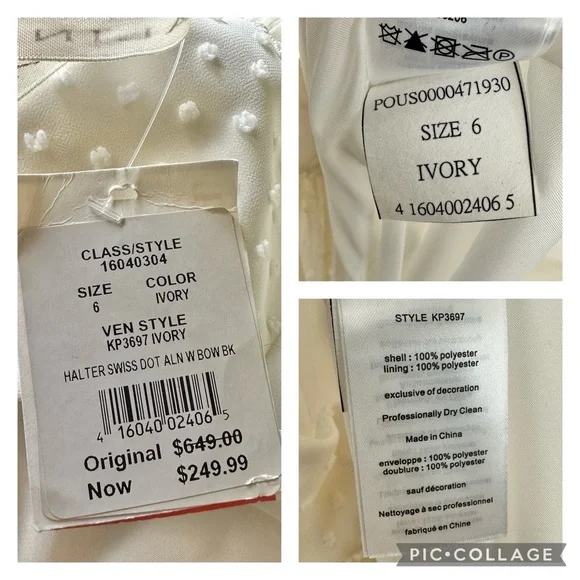 CLASS/STYLE
16040304
SIZE COLOR
6 IVORY
VEN STYLE
KP3697 IVORY
HALTER SWISS DOT ALN W BOW BK
4 16040 02406 5
Original $649.00
Now $249.99
P
POUS0000471930
SIZE 6
IVORY
4 1604002406 5
STYLE KP3697
shell : 100% polyester
lining : 100% polyester
exclusive of decoration
Professionally Dry Clean
Made in China
enveloppe : 100% polyester
doublure : 100% polyester
sauf décoration
Nettoyage à sec professionnel
fabriqué en Chine
PIC•COLLAGE